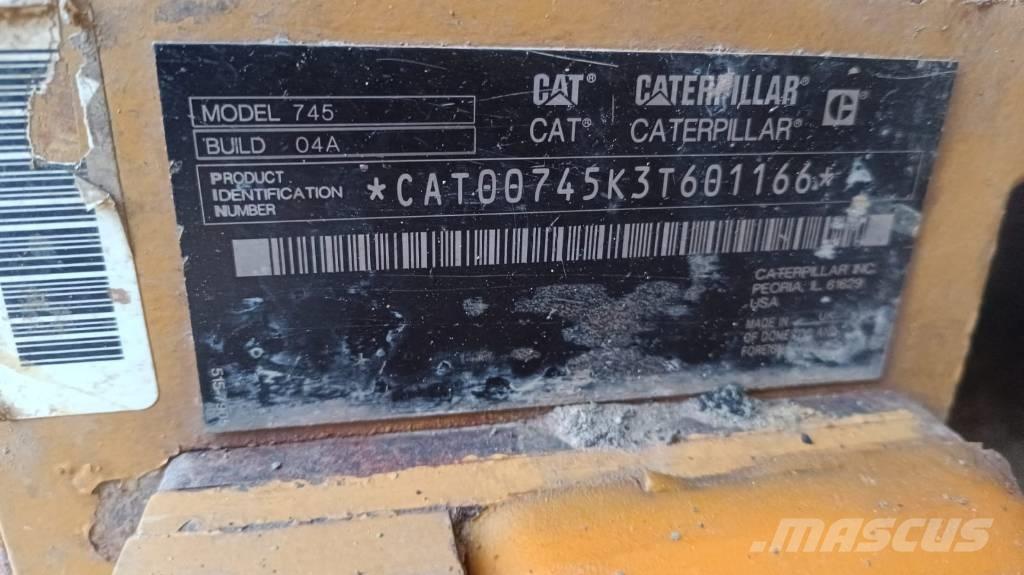 CAT® CATERPILLAR®
CAT® CATERPILLAR®
MODEL 745
BUILD 04A
PRODUCT
IDENTIFICATION
NUMBER
*CAT00745K3T601166*
CATERPILLAR INC.
PEORIA, IL 61629
USA
MADE IN
OF
MASCUS